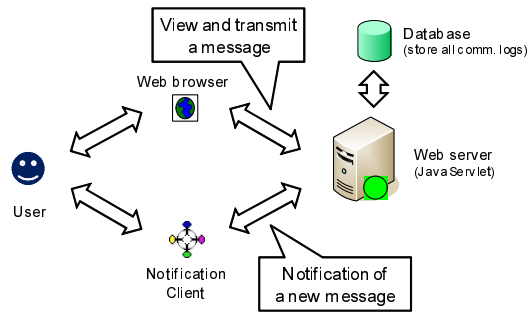 View and transmit
a message
Database
(store all comm. logs)
Web browser
Web server
(JavaServlet)
User
Notification
Client
Notification of
a new message